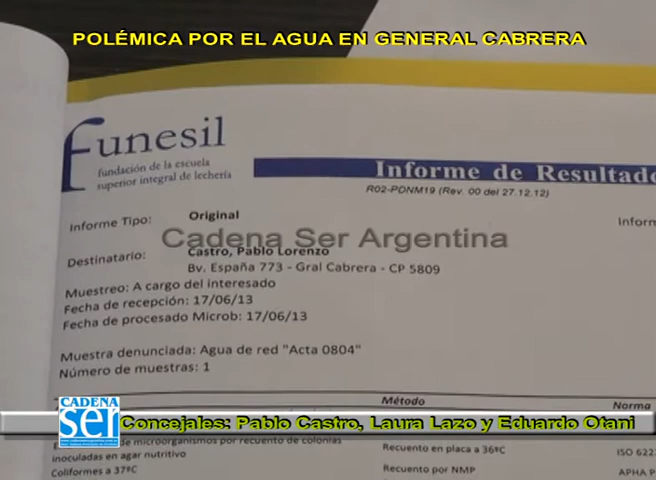 POLÉMICA POR EL AGUA EN GENERAL CABRERA
funesil
fundación de la escuela
superior integral de lechería
Informe de Resultado
R02-PDNM19 (Rev. 00 del 27.12.12)
Informe Tipo: Original Inform
Cadena Ser Argentina
Destinatario: Castro, Pablo Lorenzo
Bv. España 773 - Gral Cabrera - CP 5809
Muestreo: A cargo del interesado
Fecha de recepción: 17/06/13
Fecha de procesado Microb: 17/06/13
Muestra denunciada: Agua de red "Acta 0804"
Número de muestras: 1
Método Norma
CADENA
ser
Concejales: Pablo Castro, Laura Lazo y Eduardo Otani
de microorganismos por recuento de colonias Recuento en placa a 36ºC ISO 622
inoculadas en agar nutritivo
Coliformes a 37ºC Recuento por NMP APHA P